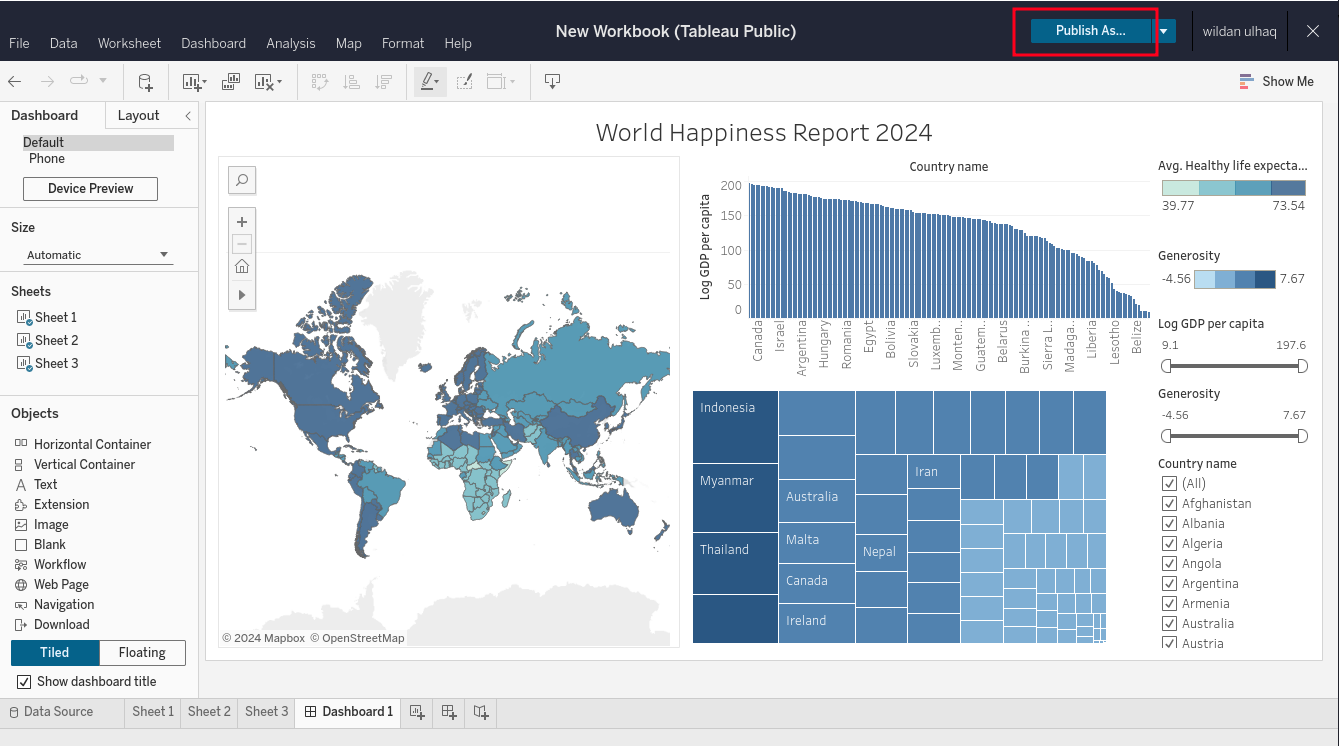 New Workbook (Tableau Public)
Publish As...
wildan ulhaq
File Data Worksheet Dashboard Analysis Map Format Help
Show Me
Dashboard
Layout
Default
Phone
Device Preview
Size
Automatic
Sheets
Sheet 1
Sheet 2
Sheet 3
Objects
Horizontal Container
Vertical Container
Text
Extension
Image
Blank
Workflow
Web Page
Navigation
Download
Tiled
Floating
Show dashboard title
World Happiness Report 2024
© 2024 Mapbox © OpenStreetMap
Country name
Log GDP per capita
200
150
100
50
0
Canada
Israel
Argentina
Hungary
Romania
Egypt
Bolivia
Slovakia
Luxemb..
Monten..
Guatem..
Belarus
Burkina ..
Sierra L..
Madaga..
Liberia
Lesotho
Belize
Indonesia
Myanmar
Thailand
Australia
Malta
Canada
Ireland
Nepal
Iran
Avg. Healthy life expecta...
39.77 73.54
Generosity
-4.56 7.67
Log GDP per capita
9.1 197.6
Generosity
-4.56 7.67
Country name
(All)
Afghanistan
Albania
Algeria
Angola
Argentina
Armenia
Australia
Austria
Data Source Sheet 1 Sheet 2 Sheet 3 Dashboard 1